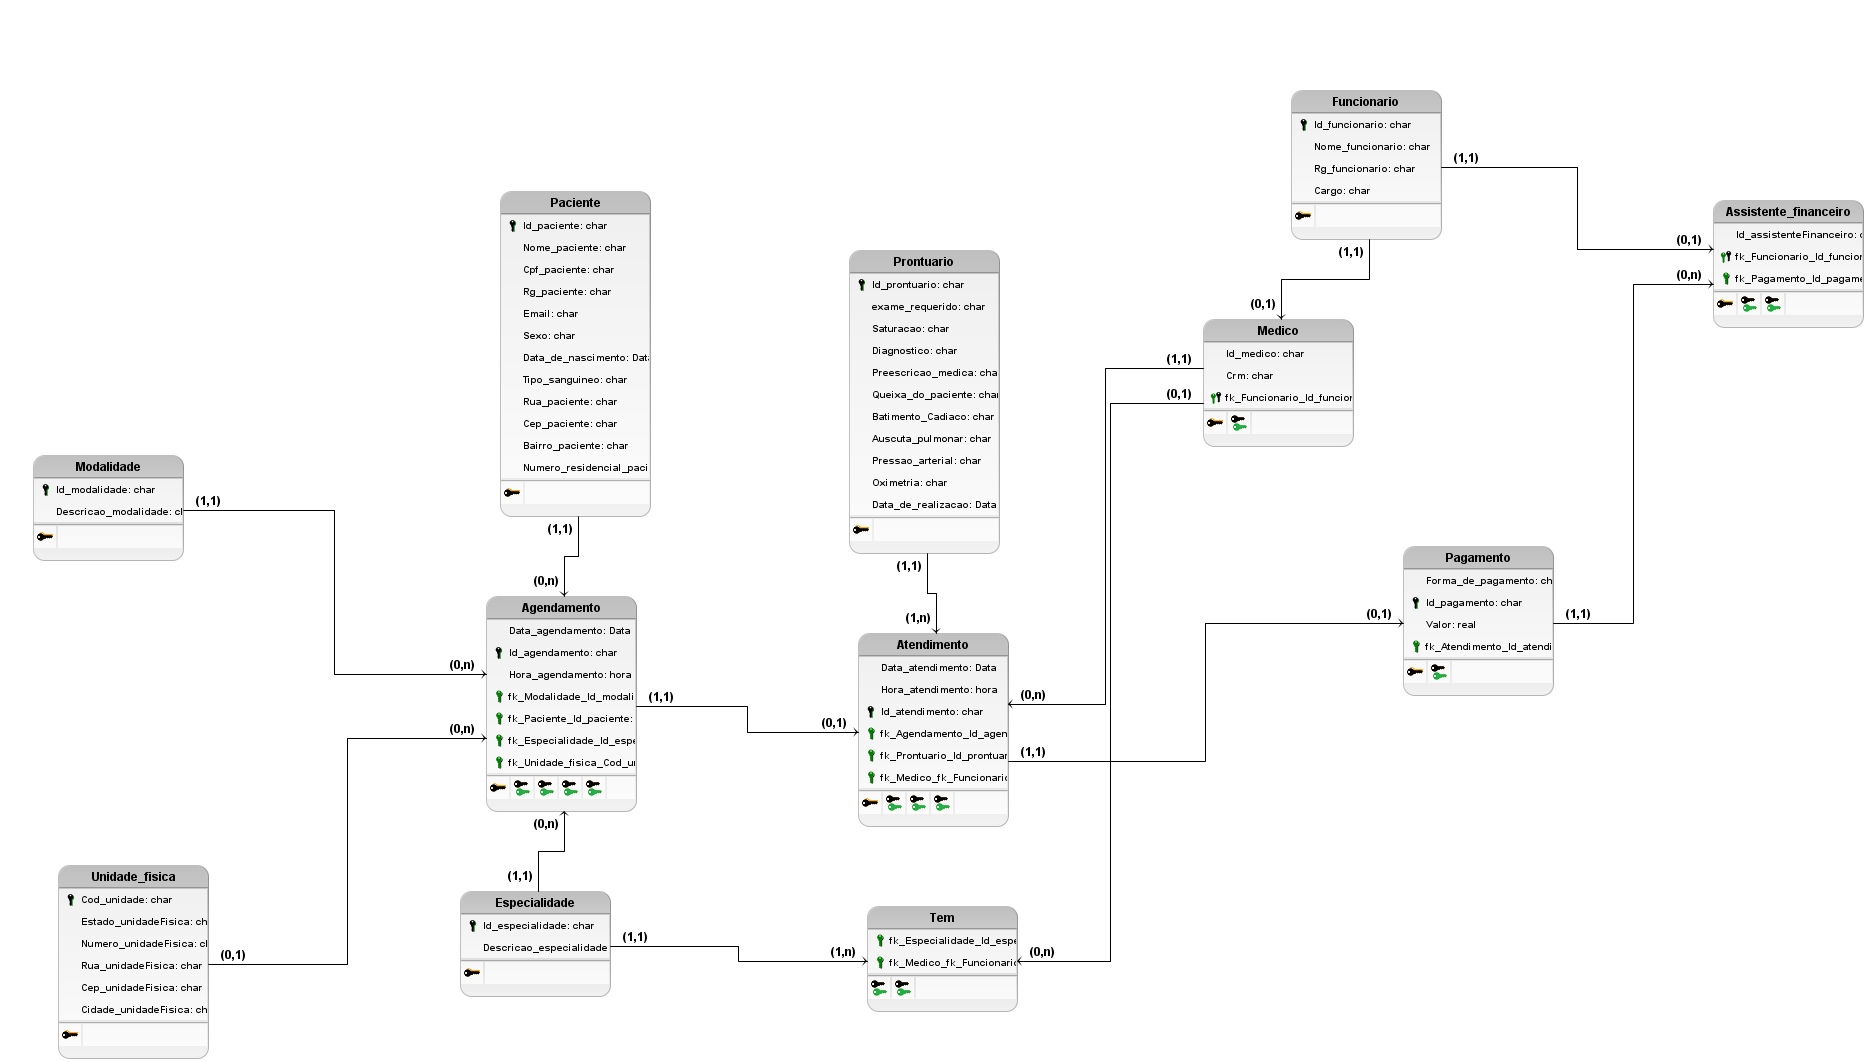 Funcionario
Id_funcionario: char
Nome_funcionario: char
Rg_funcionario: char
Cargo: char
(1,1)
(1,1)
Assistente_financeiro
Id_assistenteFinanceiro: c
fk_Funcionario_Id_funcior
fk_Pagamento_Id_pagame
(0,1)
(0,n)
Paciente
Id_paciente: char
Nome_paciente: char
Cpf_paciente: char
Rg_paciente: char
Email: char
Sexo: char
Data_de_nascimento: Data
Tipo_sanguineo: char
Rua_paciente: char
Cep_paciente: char
Bairro_paciente: char
Numero_residencial_paci
(1,1)
(0,n)
Prontuario
Id_prontuario: char
exame_requerido: char
Saturacao: char
Diagnostico: char
Preescricao_medica: cha
Queixa_do_paciente: char
Batimento_Cadiaco: char
Auscuta_pulmonar: char
Pressao_arterial: char
Oximetria: char
Data_de_realizacao: Data
(1,1)
(1,n)
(0,1)
Medico
Id_medico: char
Crm: char
fk_Funcionario_Id_funcior
(1,1)
(0,1)
Modalidade
Id_modalidade: char
Descricao_modalidade: cl
(1,1)
(0,n)
Pagamento
Forma_de_pagamento: ch
Id_pagamento: char
Valor: real
fk_Atendimento_Id_atendi
(0,1)
(1,1)
Agendamento
Data_agendamento: Data
Id_agendamento: char
Hora_agendamento: hora
fk_Modalidade_Id_modali
fk_Paciente_Id_paciente:
fk_Especialidade_Id_espe
fk_Unidade_fisica_Cod_ui
(0,n)
(1,1)
(0,n)
Atendimento
Data_atendimento: Data
Hora_atendimento: hora
Id_atendimento: char
fk_Agendamento_Id_agen
fk_Prontuario_Id_prontuar
fk_Medico_fk_Funcionaric
(0,1)
(0,n)
(1,1)
Unidade_fisica
Cod_unidade: char
Estado_unidadeFisica: ch
Numero_unidadeFisica: cl
Rua_unidadeFisica: char
Cep_unidadeFisica: char
Cidade_unidadeFisica: ch
(0,1)
(1,1)
Especialidade
Id_especialidade: char
Descricao_especialidade
(1,1)
Tem
fk_Especialidade_Id_espe
fk_Medico_fk_Funcionaric
(1,n)
(0,n)